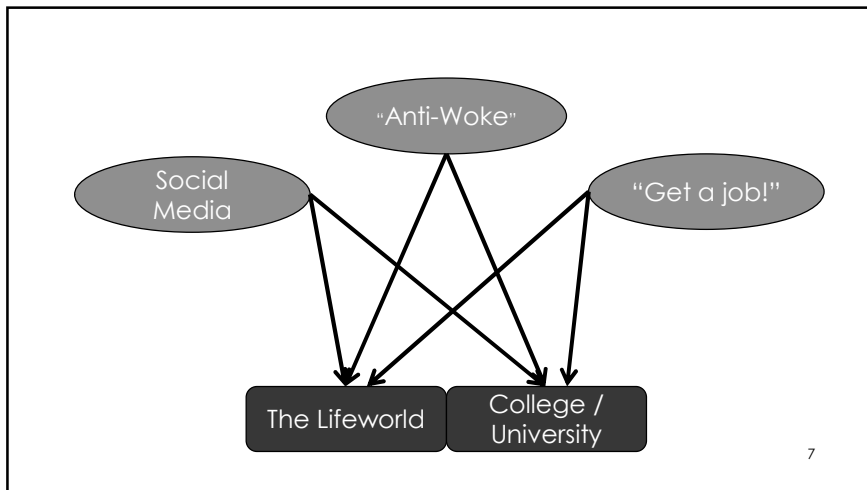 “Anti-Woke”
Social
Media
“Get a job!”
The Lifeworld
College /
University
7